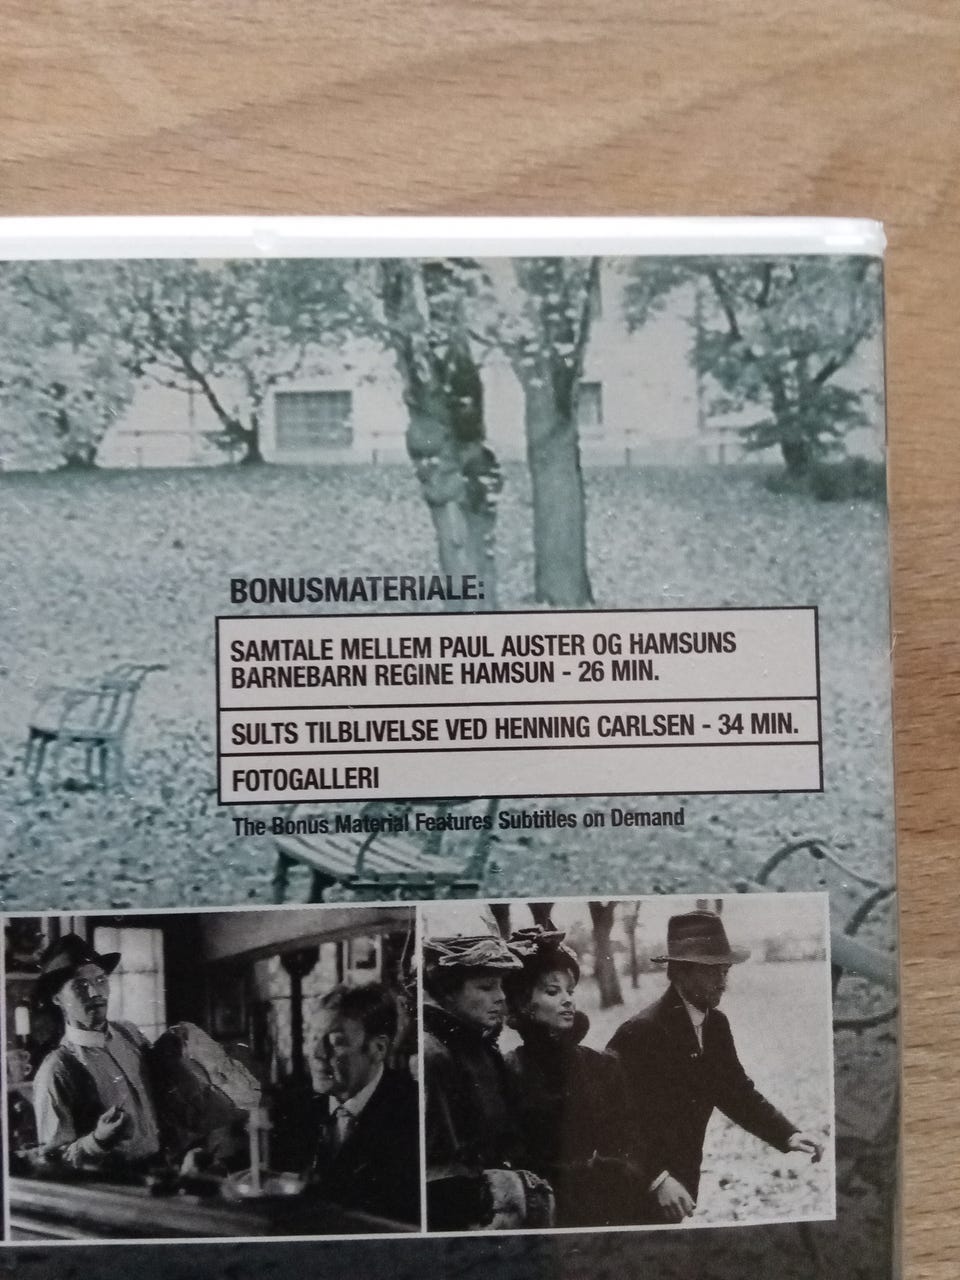 BONUSMATERIALE:
SAMTALE MELLEM PAUL AUSTER OG HAMSUNS
BARNEBARN REGINE HAMSUN - 26 MIN.
SULTS TILBLIVELSE VED HENNING CARLSEN - 34 MIN.
FOTOGALLERI
The Bonus Material Features Subtitles on Demand